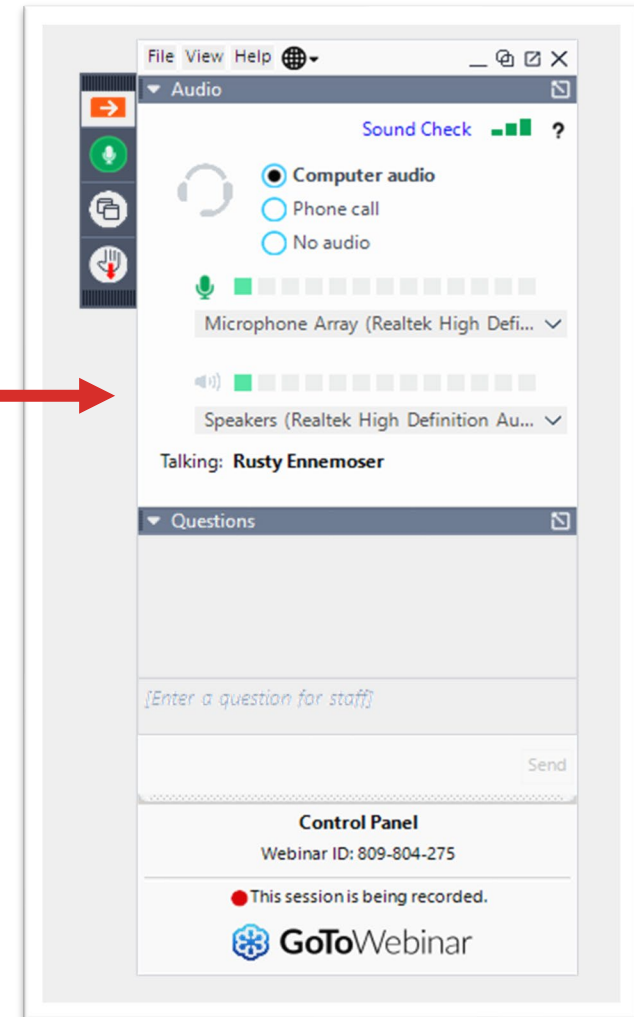 File View Help
Audio
Sound Check ?
Computer audio
Phone call
No audio
Microphone Array (Realtek High Defi...
Speakers (Realtek High Definition Au...
Talking: Rusty Ennemoser
Questions
[Enter a question for staff]
Send
Control Panel
Webinar ID: 809-804-275
This session is being recorded.
GoToWebinar